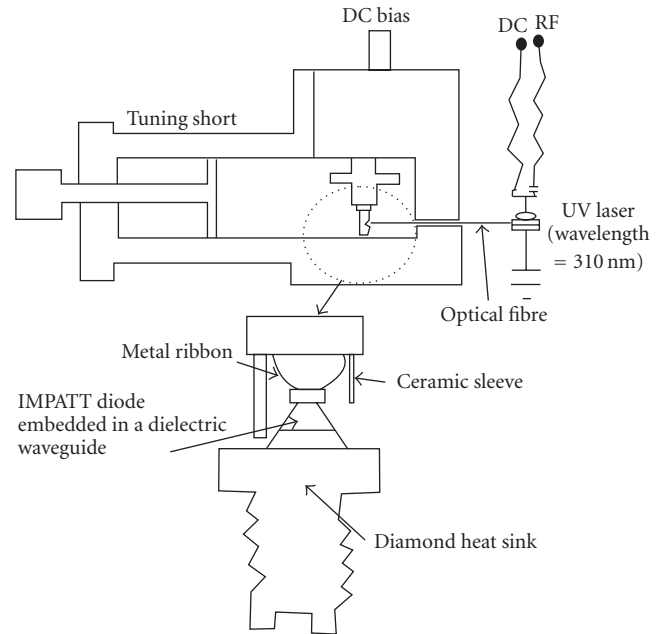 DC bias
DC RF
Tuning short
UV laser
(wavelength
= 310 nm)
Optical fibre
Metal ribbon
Ceramic sleeve
IMPATT diode
embedded in a dielectric
waveguide
Diamond heat sink